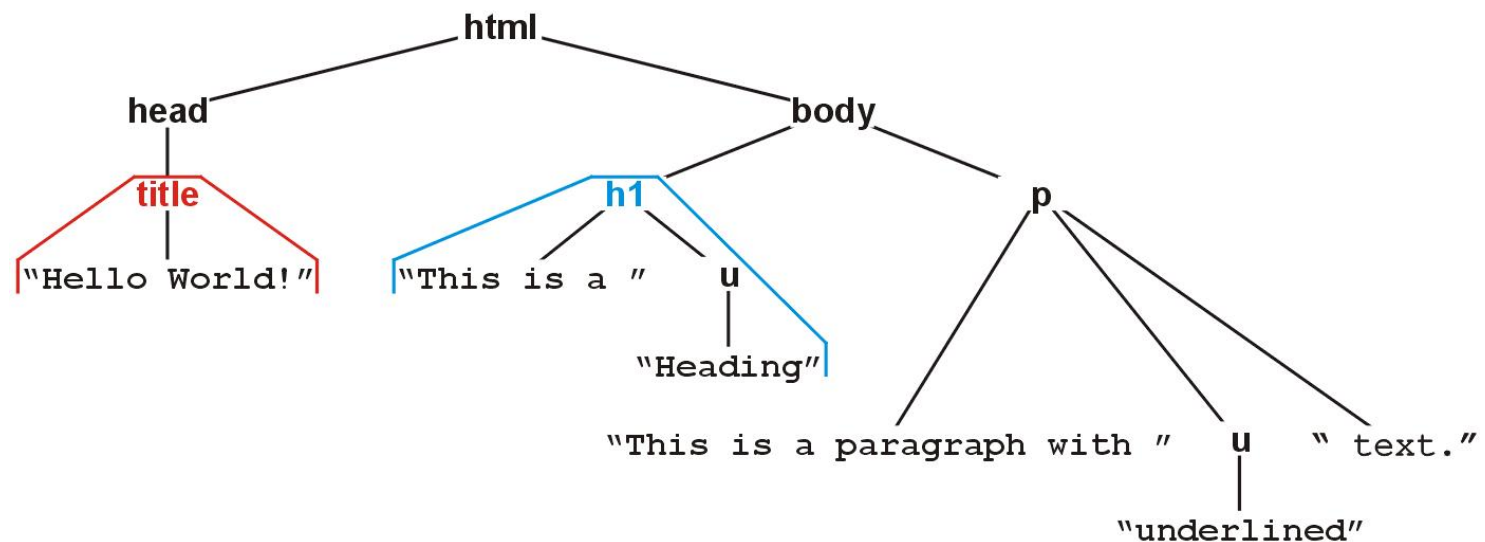 html
head body
title h1 p
“Hello World!” “This is a ” u
“Heading”
“This is a paragraph with ” u “ text.”
“underlined”